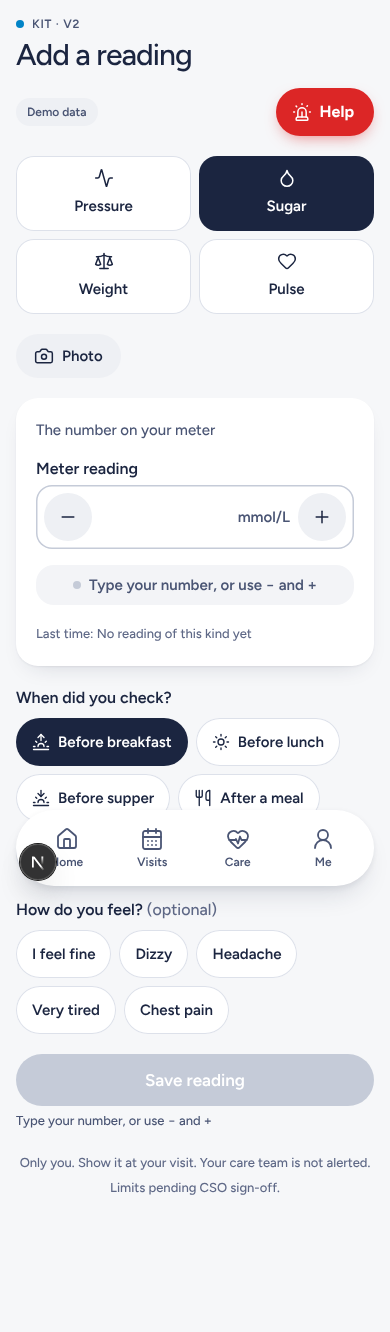 KIT · V2
Add a reading
Demo data
Help
Pressure
Sugar
Weight
Pulse
Photo
The number on your meter
Meter reading
− mmol/L +
Type your number, or use − and +
Last time: No reading of this kind yet
When did you check?
Before breakfast
Before lunch
Before supper
After a meal
N
Visits
Care
Me
How do you feel? (optional)
I feel fine
Dizzy
Headache
Very tired
Chest pain
Save reading
Type your number, or use − and +
Only you. Show it at your visit. Your care team is not alerted.
Limits pending CSO sign-off.